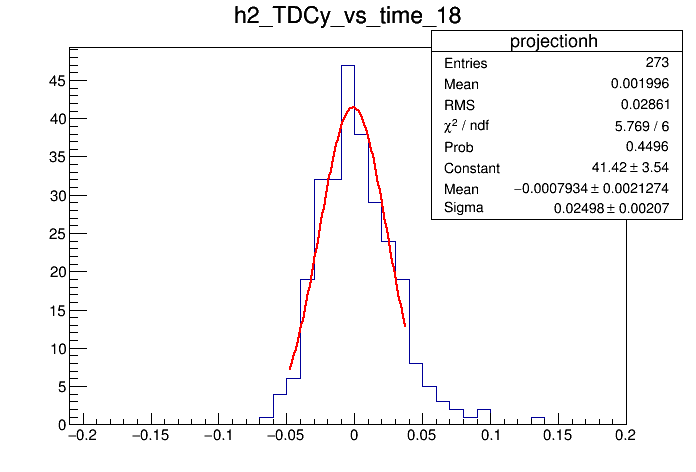 h2_TDCy_vs_time_18
projectionh
Entries 273
Mean 0.001996
RMS 0.02861
χ² / ndf 5.769 / 6
Prob 0.4496
Constant 41.42 ± 3.54
Mean −0.0007934 ± 0.0021274
Sigma 0.02498 ± 0.00207
45
40
35
30
25
20
15
10
5
0
−0.2 −0.15 −0.1 −0.05 0 0.05 0.1 0.15 0.2